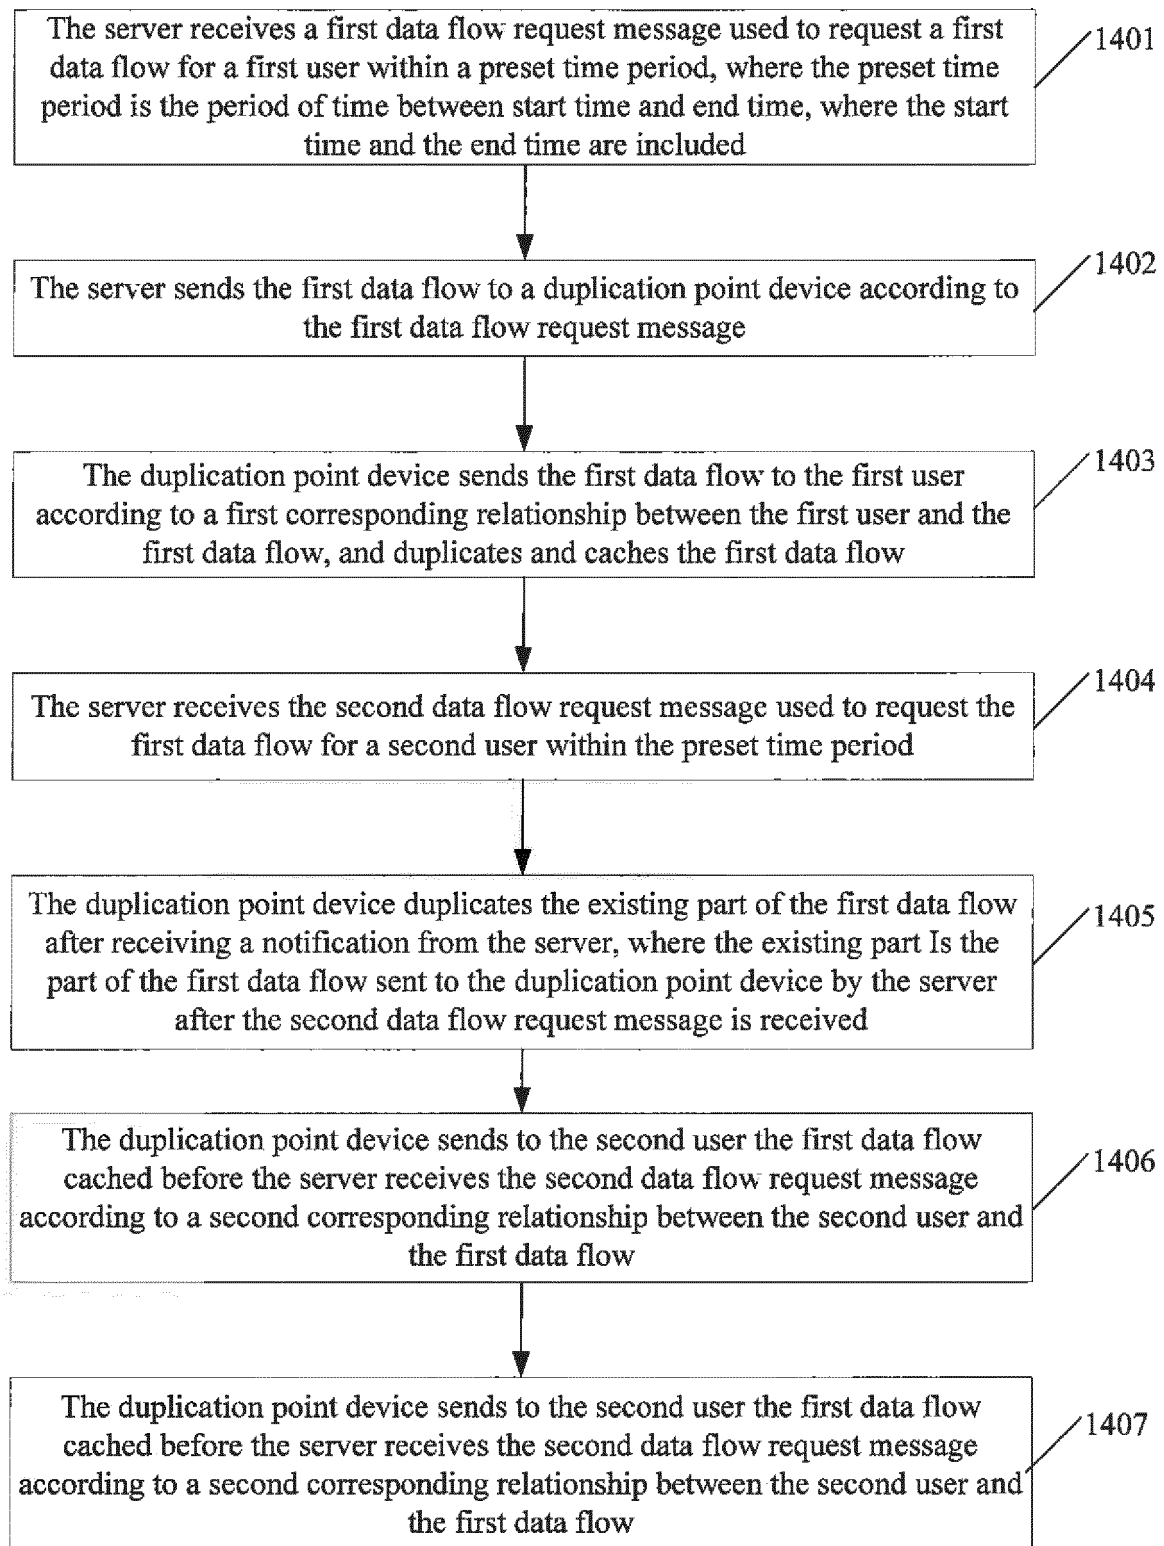 The server receives a first data flow request message used to request a first
data flow for a first user within a preset time period, where the preset time
period is the period of time between start time and end time, where the start
time and the end time are included
1401
The server sends the first data flow to a duplication point device according to
the first data flow request message
1402
The duplication point device sends the first data flow to the first user
according to a first corresponding relationship between the first user and the
first data flow, and duplicates and caches the first data flow
1403
The server receives the second data flow request message used to request the
first data flow for a second user within the preset time period
1404
The duplication point device duplicates the existing part of the first data flow
after receiving a notification from the server, where the existing part Is the
part of the first data flow sent to the duplication point device by the server
after the second data flow request message is received
1405
The duplication point device sends to the second user the first data flow
cached before the server receives the second data flow request message
according to a second corresponding relationship between the second user and
the first data flow
1406
The duplication point device sends to the second user the first data flow
cached before the server receives the second data flow request message
according to a second corresponding relationship between the second user and
the first data flow
1407